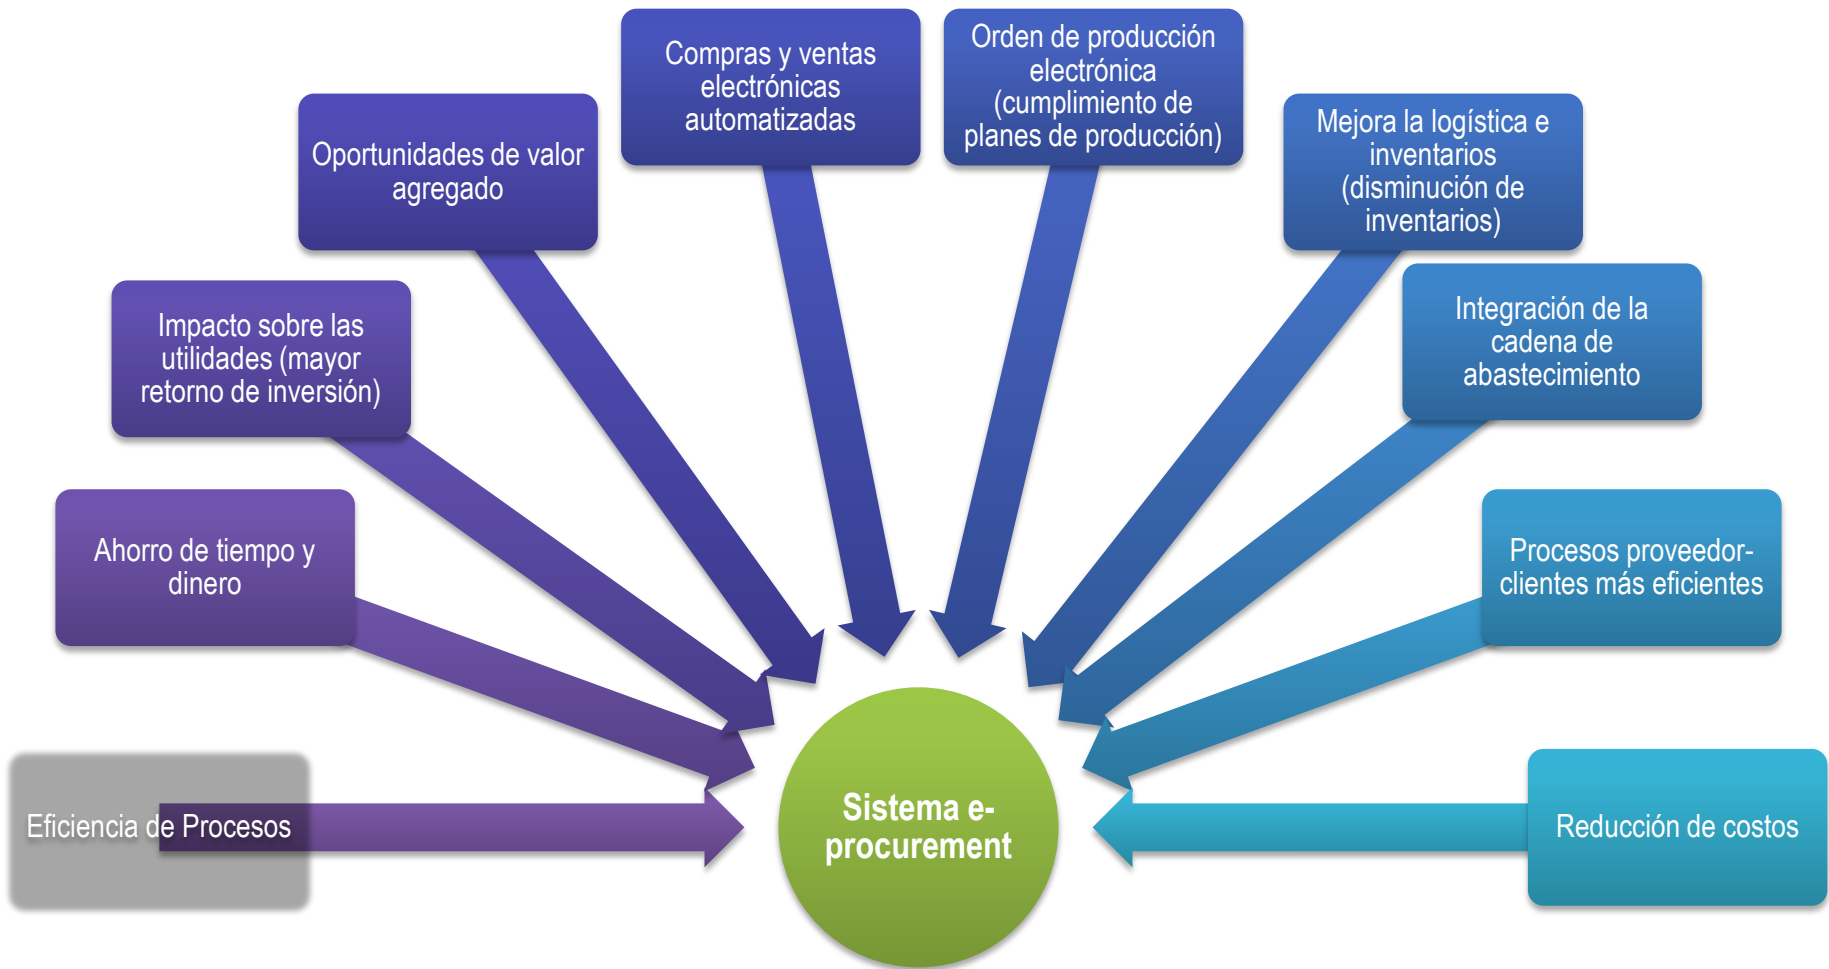 Compras y ventas
electrónicas
automatizadas
Orden de producción
electrónica
(cumplimiento de
planes de producción)
Oportunidades de valor
agregado
Mejora la logística e
inventarios
(disminución de
inventarios)
Impacto sobre las
utilidades (mayor
retorno de inversión)
Integración de la
cadena de
abastecimiento
Ahorro de tiempo y
dinero
Procesos proveedor-
clientes más eficientes
Eficiencia de Procesos
Sistema e-
procurement
Reducción de costos